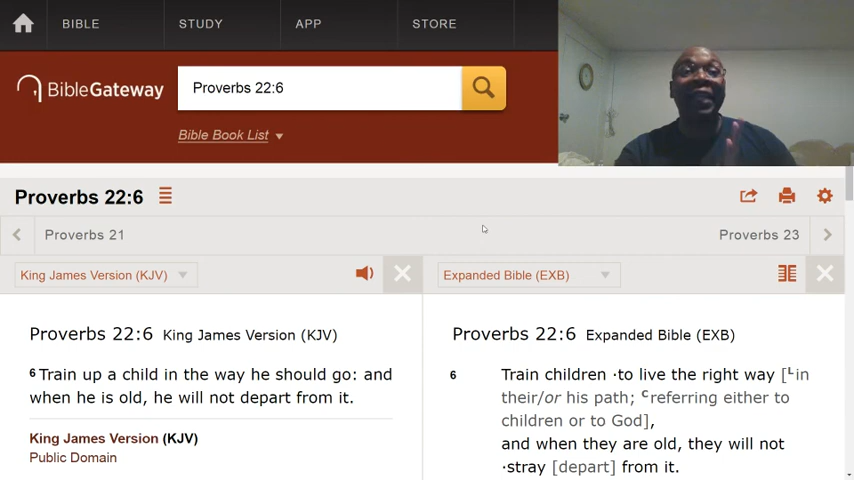 BIBLE STUDY APP STORE
BibleGateway
Proverbs 22:6
Bible Book List
Proverbs 22:6
Proverbs 21 Proverbs 23
King James Version (KJV) Expanded Bible (EXB)
Proverbs 22:6 King James Version (KJV)
6 Train up a child in the way he should go: and
when he is old, he will not depart from it.
King James Version (KJV)
Public Domain
Proverbs 22:6 Expanded Bible (EXB)
6 Train children ·to live the right way [L in
their/or his path; C referring either to
children or to God],
and when they are old, they will not
·stray [depart] from it.